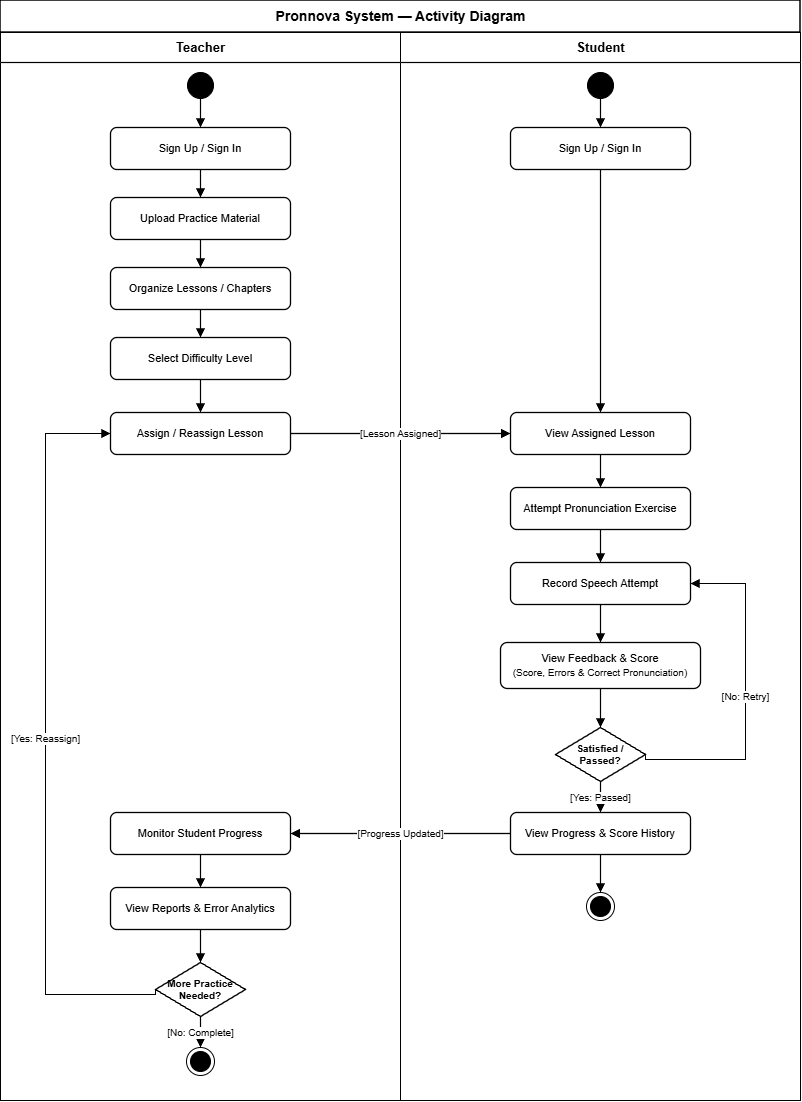 Pronnova System — Activity Diagram
Teacher
Student
Sign Up / Sign In
Sign Up / Sign In
Upload Practice Material
Organize Lessons / Chapters
Select Difficulty Level
Assign / Reassign Lesson
[Lesson Assigned]
View Assigned Lesson
Attempt Pronunciation Exercise
Record Speech Attempt
View Feedback & Score
(Score, Errors & Correct Pronunciation)
[No: Retry]
[Yes: Reassign]
Satisfied /
Passed?
[Yes: Passed]
Monitor Student Progress
[Progress Updated]
View Progress & Score History
View Reports & Error Analytics
More Practice
Needed?
[No: Complete]